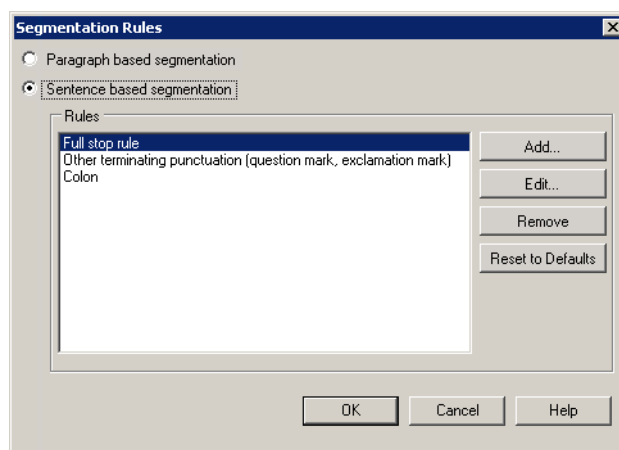 Segmentation Rules
Paragraph based segmentation
Sentence based segmentation
Rules
Full stop rule
Other terminating punctuation (question mark, exclamation mark)
Colon
Add...
Edit...
Remove
Reset to Defaults
OK
Cancel
Help